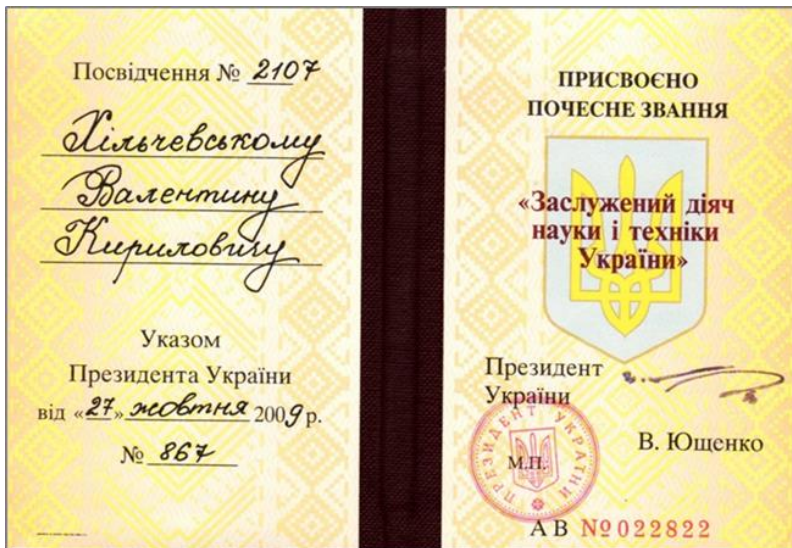 Посвідчення № 2107
Хільчевському
Валентину
Кириловичу
Указом
Президента України
від «27» жовтня 2009 р.
№ 867
ПРИСВОЄНО
ПОЧЕСНЕ ЗВАННЯ
«Заслужений діяч
науки і техніки
України»
Президент
України
В. Ющенко
ПРЕЗИДЕНТ УКРАЇНИ
М.П.
А В №022822